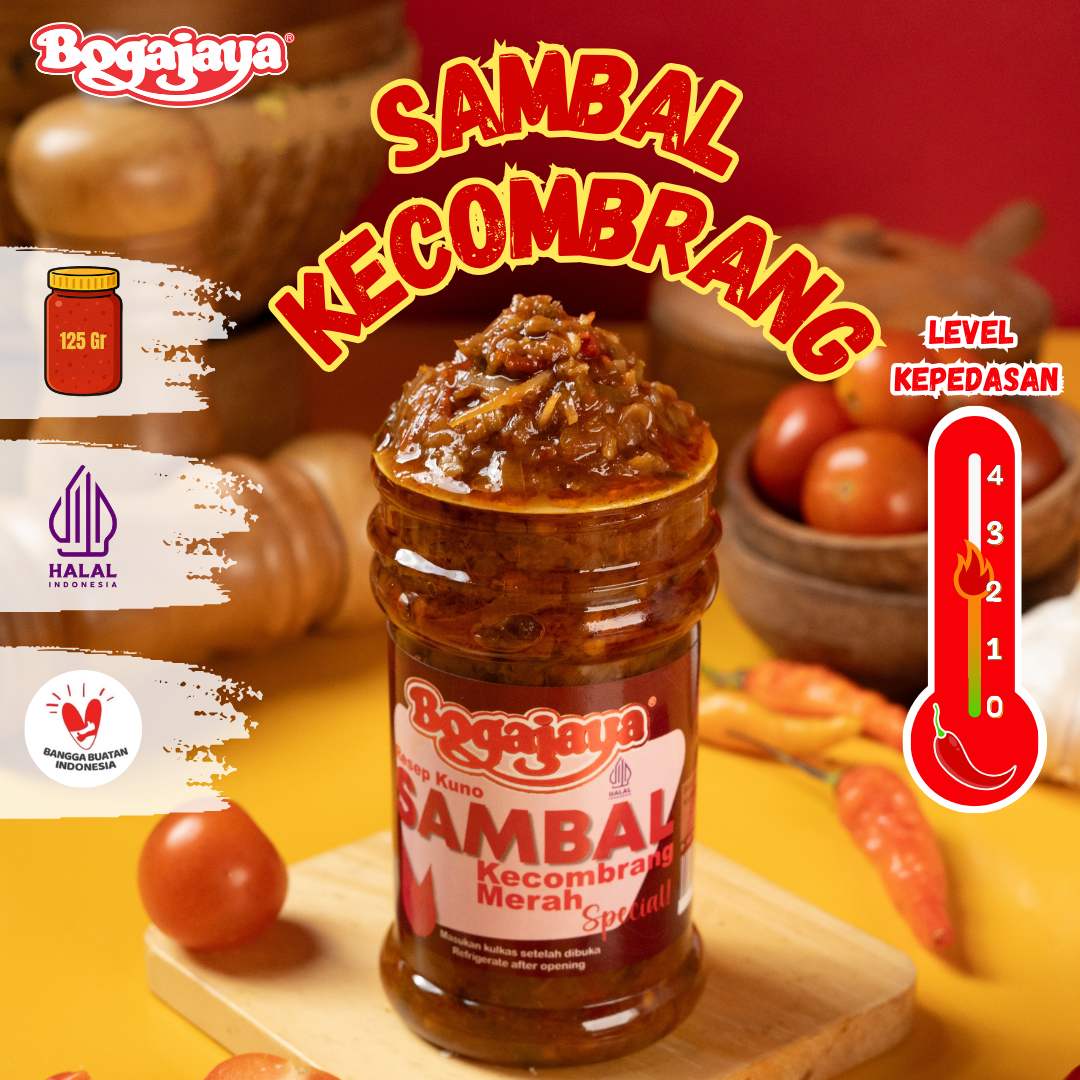 Bogajaya®
SAMBAL
KECOMBRANG
125 Gr
HALAL
INDONESIA
BANGGA BUATAN
INDONESIA
LEVEL
KEPEDASAN
4
3
2
1
0
Bogajaya®
Resep Kuno
HALAL
SAMBAL
Kecombrang
Merah
Special!
Masukan kulkas setelah dibuka
Refrigerate after opening